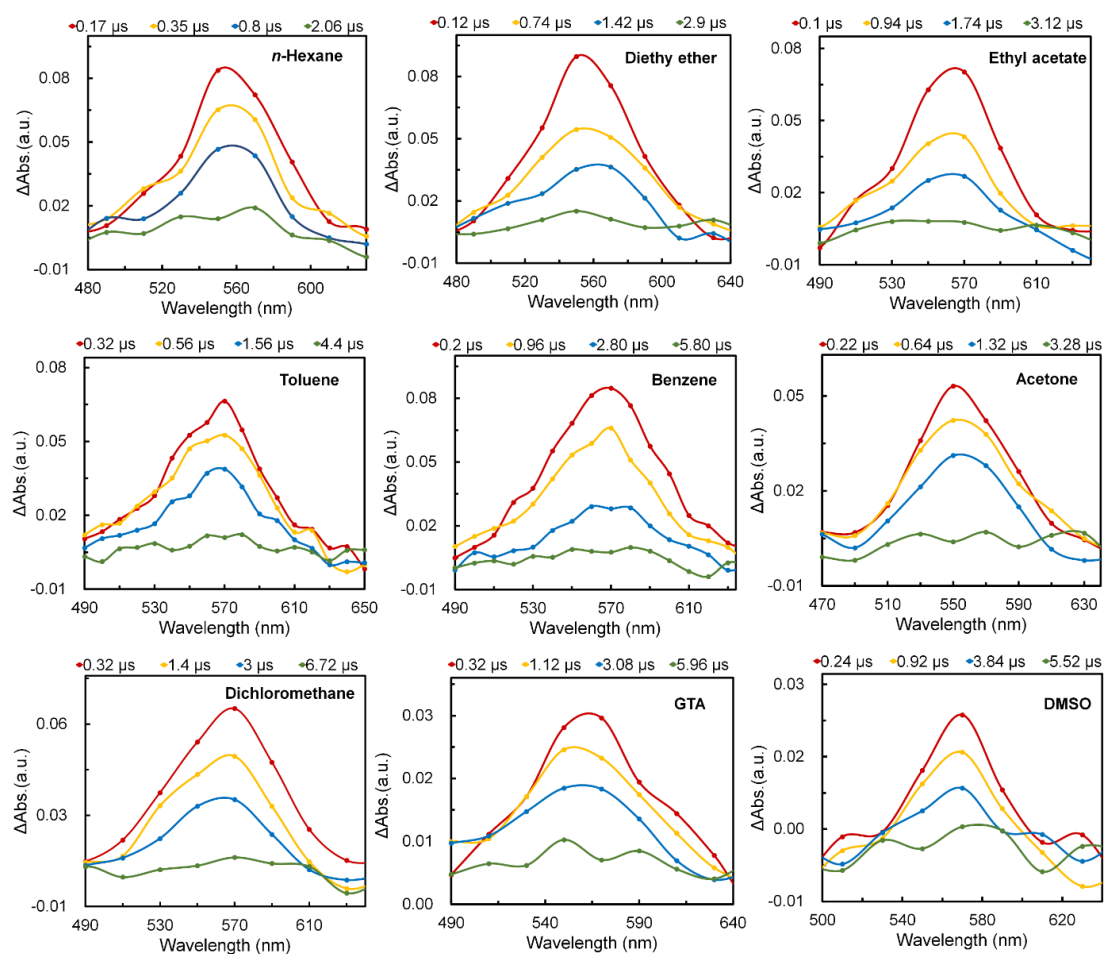 0.17 µs 0.35 µs 0.8 µs 2.06 µs
n-Hexane
ΔAbs.(a.u.)
0.08
0.05
0.02
-0.01
480 520 560 600
Wavelength (nm)
0.12 µs 0.74 µs 1.42 µs 2.9 µs
Diethy ether
ΔAbs.(a.u.)
0.08
0.05
0.02
-0.01
480 520 560 600 640
Wavelength (nm)
0.1 µs 0.94 µs 1.74 µs 3.12 µs
Ethyl acetate
ΔAbs.(a.u.)
0.08
0.05
0.02
-0.01
490 530 570 610
Wavelength (nm)
0.32 µs 0.56 µs 1.56 µs 4.4 µs
Toluene
ΔAbs.(a.u.)
0.08
0.05
0.02
-0.01
490 530 570 610 650
Wavelength (nm)
0.2 µs 0.96 µs 2.80 µs 5.80 µs
Benzene
ΔAbs.(a.u.)
0.08
0.05
0.02
-0.01
490 530 570 610
Wavelength (nm)
0.22 µs 0.64 µs 1.32 µs 3.28 µs
Acetone
ΔAbs.(a.u.)
0.05
0.02
-0.01
470 510 550 590 630
Wavelength (nm)
0.32 µs 1.4 µs 3 µs 6.72 µs
Dichloromethane
ΔAbs.(a.u.)
0.06
0.03
-0.01
490 530 570 610
Wavelength (nm)
0.32 µs 1.12 µs 3.08 µs 5.96 µs
GTA
ΔAbs.(a.u.)
0.03
0.02
0.01
0.00
490 540 590 640
Wavelength (nm)
0.24 µs 0.92 µs 3.84 µs 5.52 µs
DMSO
ΔAbs.(a.u.)
0.03
0.02
0.00
-0.01
500 540 580 620
Wavelength (nm)